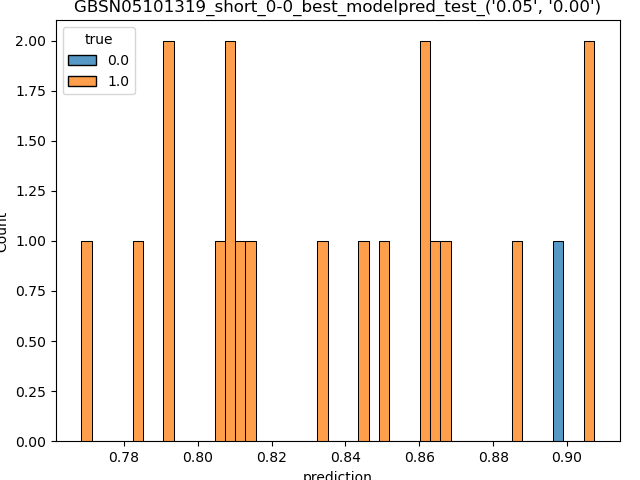 GBSN05101319_short_0-0_best_modelpred_test_('0.05', '0.00')
true
0.0
1.0
2.00
1.75
1.50
1.25
1.00
0.75
0.50
0.25
0.00
Count
0.78 0.80 0.82 0.84 0.86 0.88 0.90
prediction